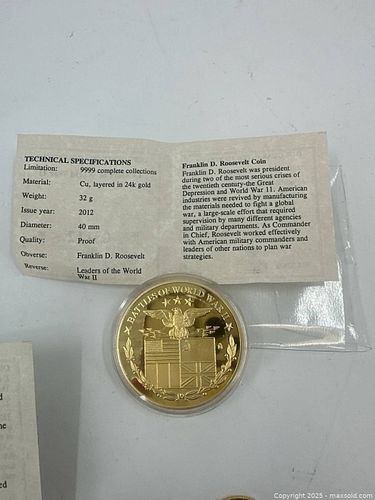 TECHNICAL SPECIFICATIONS
Limitation: 9999 complete collections
Material: Cu, layered in 24k gold
Weight: 32 g
Issue year: 2012
Diameter: 40 mm
Quality: Proof
Obverse: Franklin D. Roosevelt
Reverse: Leaders of the World
War II
Franklin D. Roosevelt Coin
Franklin D. Roosevelt was president
during two of the most serious crises of
the twentieth century-the Great
Depression and World War 11. American
industries were revived by manufacturing
the materials needed to fight a global
war, a large-scale effort that required
supervision by many different agencies
and military departments. As Commander
in Chief, Roosevelt worked effectively
with American military commanders and
leaders of other nations to plan war
strategies.
BATTLES OF WORLD WAR II
Copyright © 2025 - maxsold.com